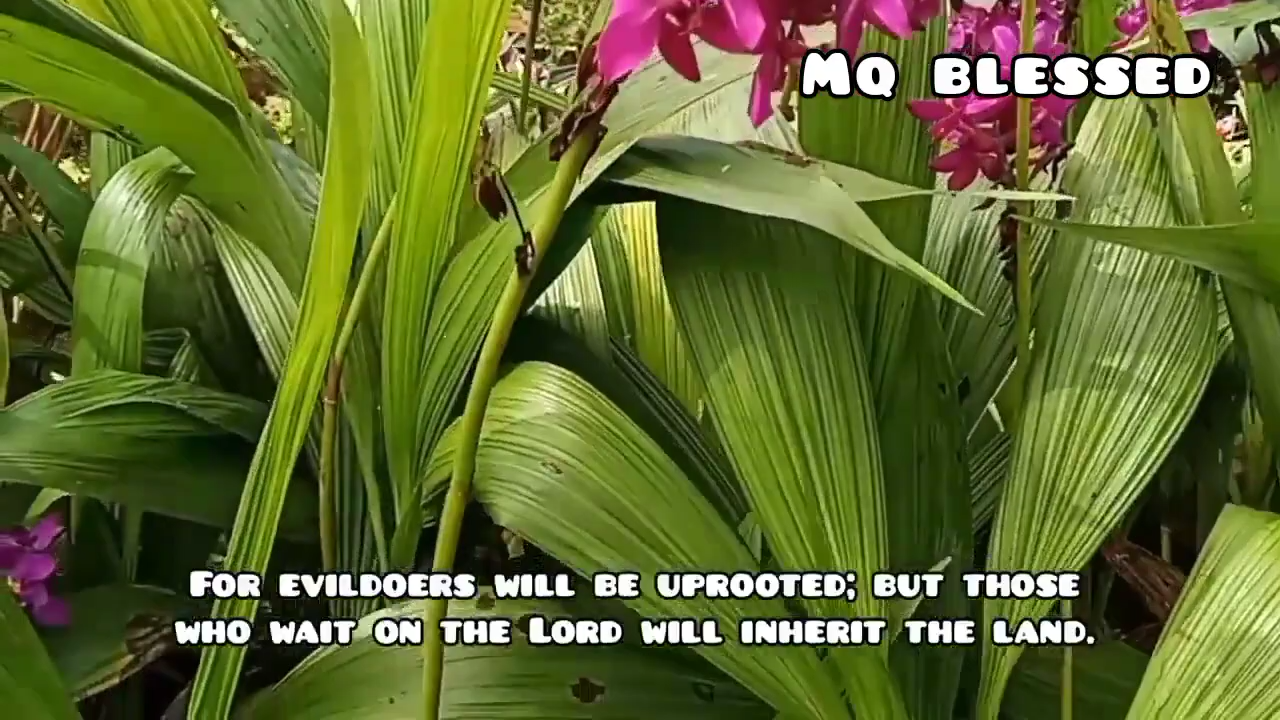 MQ BLESSED
FOR EVILDOERS WILL BE UPROOTED; BUT THOSE
WHO WAIT ON THE LORD WILL INHERIT THE LAND.